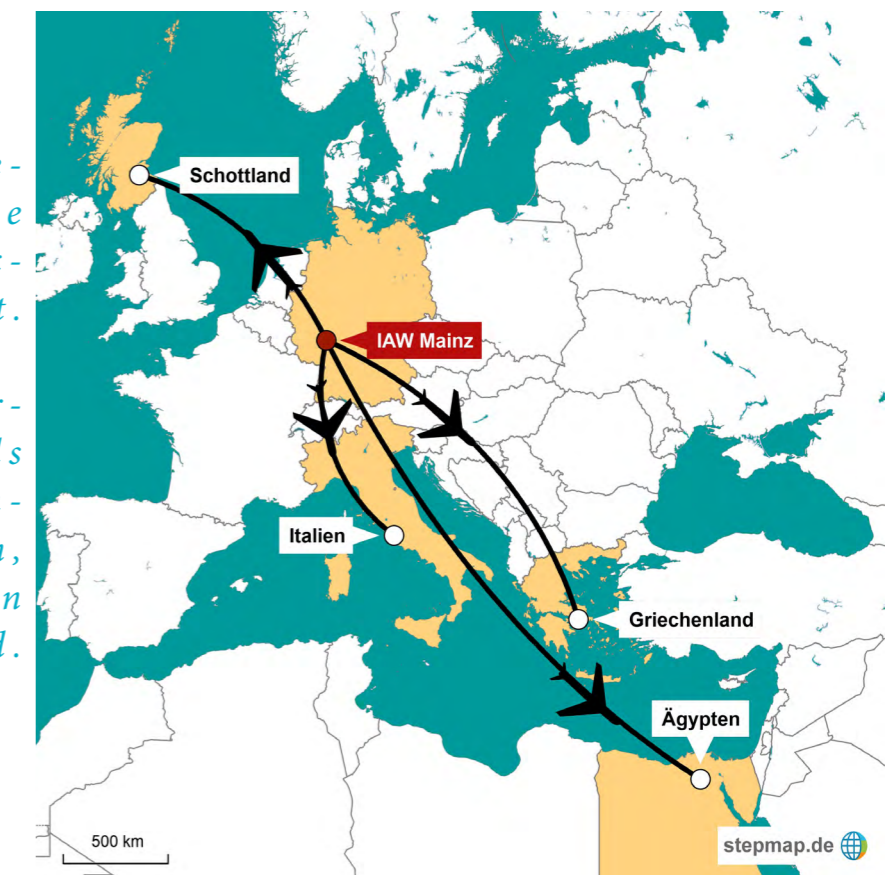 Schottland
IAW Mainz
Italien
Griechenland
Ägypten
500 km
stepmap.de